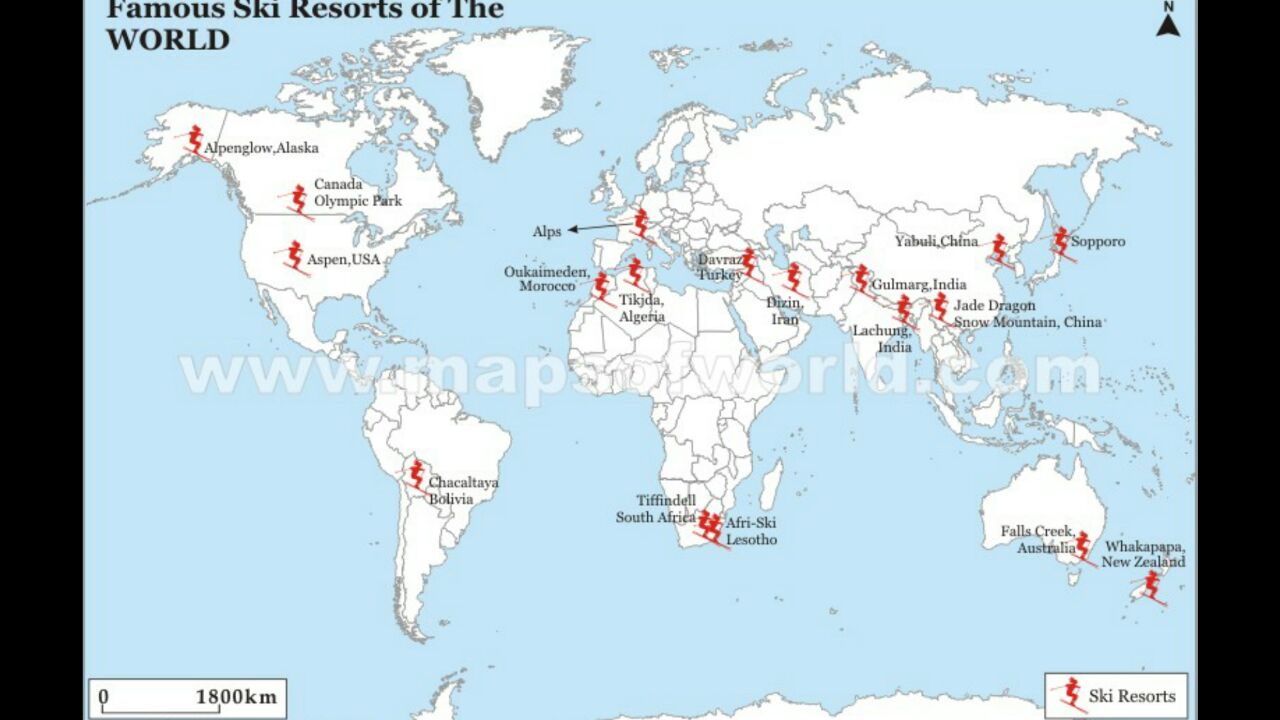 Famous Ski Resorts of The
WORLD
N
Alpenglow,Alaska
Canada
Olympic Park
Aspen,USA
Alps
Oukaimeden,
Morocco
Tikjda,
Algeria
Davraz
Turkey
Dizin,
Iran
Yabuli,China
Sopporo
Gulmarg,India
Jade Dragon
Snow Mountain, China
Lachung,
India
www.mapsofworld.com
Chacaltaya
Bolivia
Tiffindell
South Africa
Afri-Ski
Lesotho
Falls Creek,
Australia
Whakapapa,
New Zealand
0 1800km
Ski Resorts